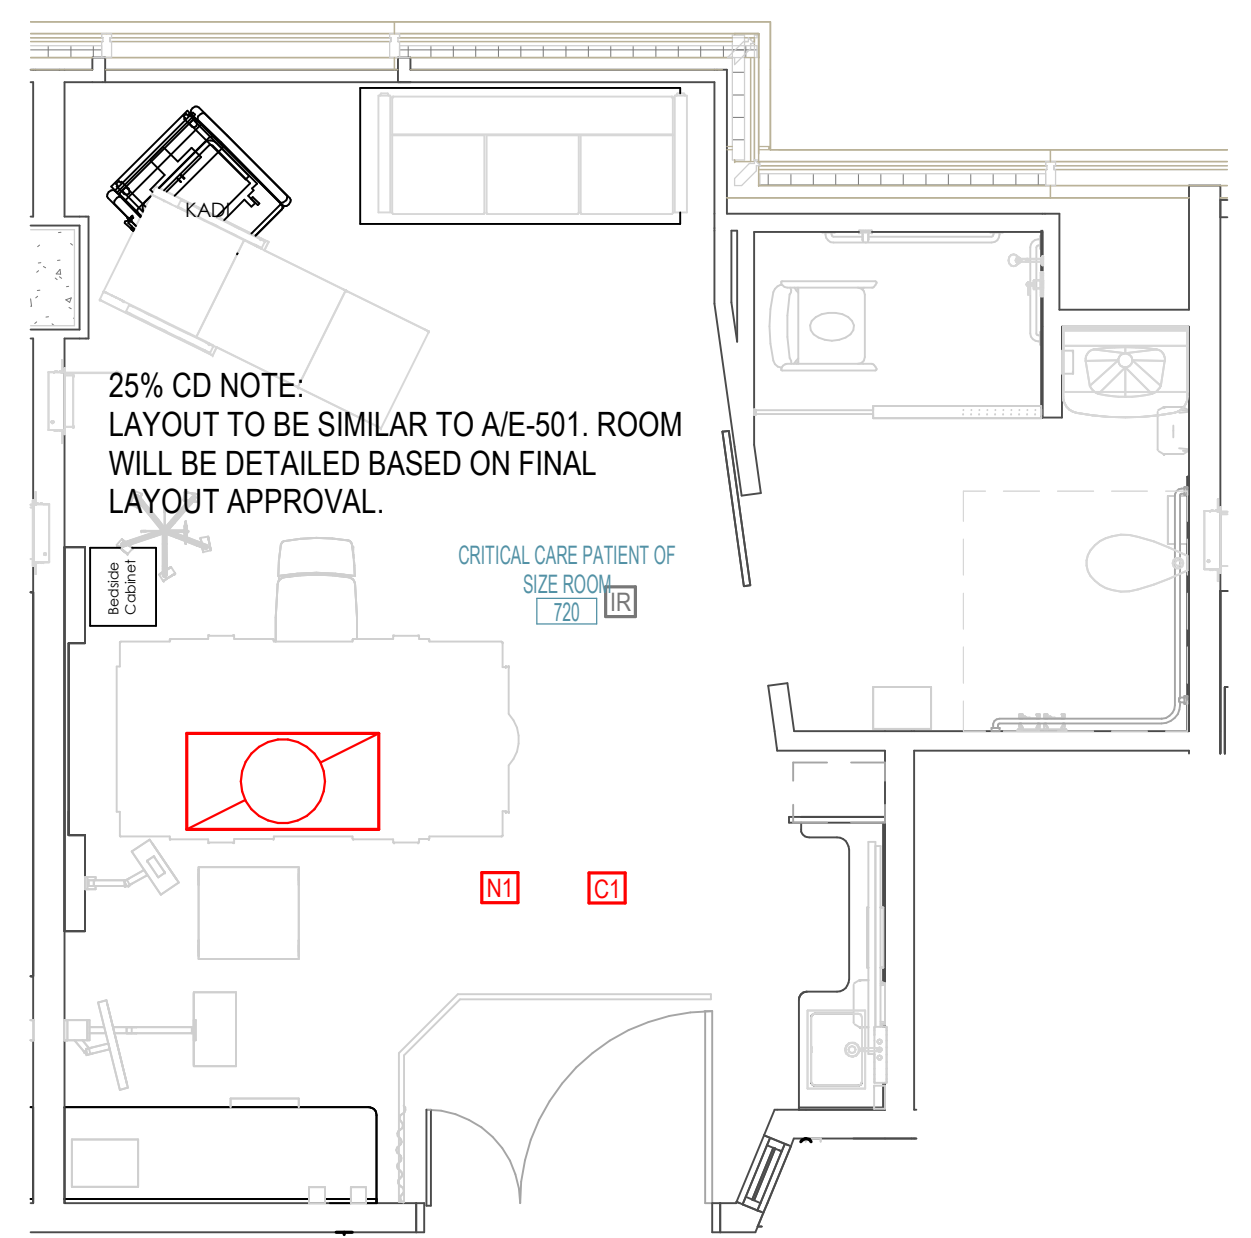 KADI
25% CD NOTE:
LAYOUT TO BE SIMILAR TO A/E-501. ROOM
WILL BE DETAILED BASED ON FINAL
LAYOUT APPROVAL.
Bedside
Cabinet
CRITICAL CARE PATIENT OF
SIZE ROOM
720
IR
N1
C1